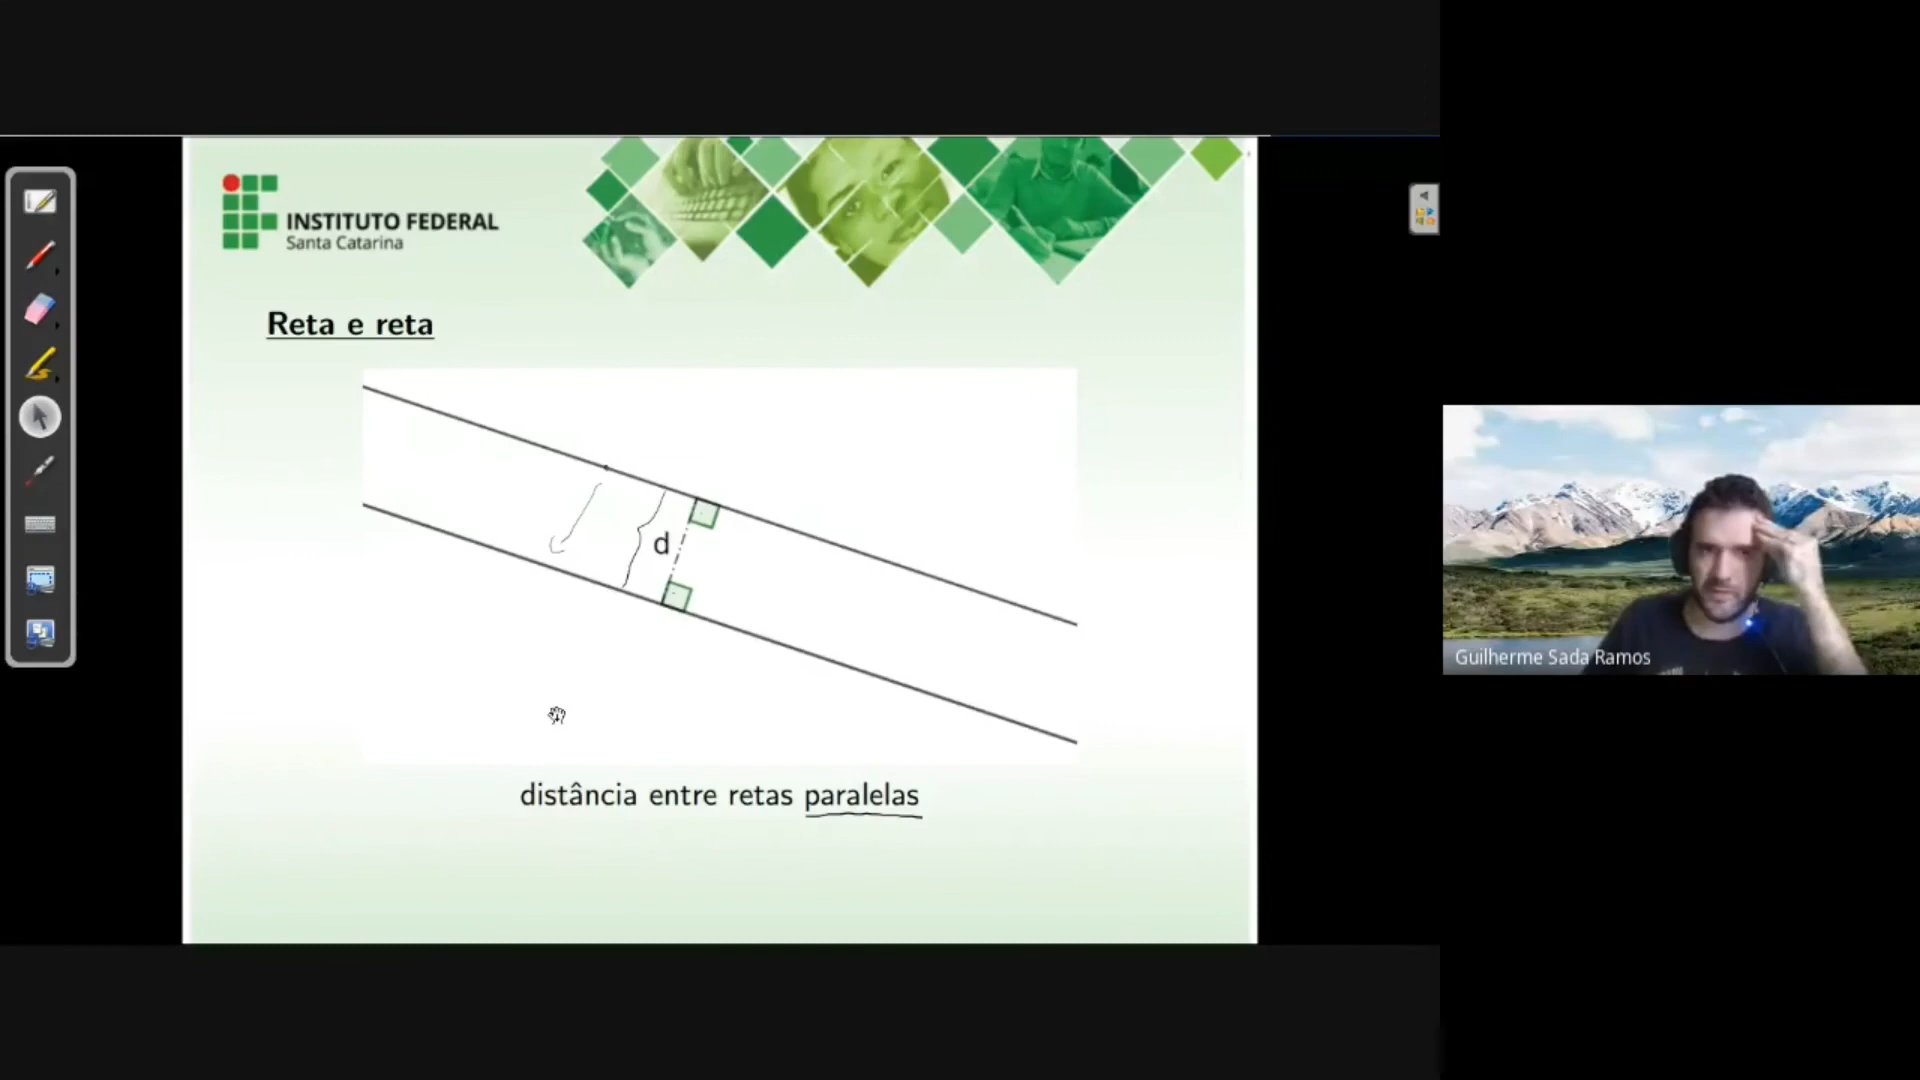 INSTITUTO FEDERAL
Santa Catarina
Reta e reta
d
distância entre retas paralelas
Guilherme Sada Ramos